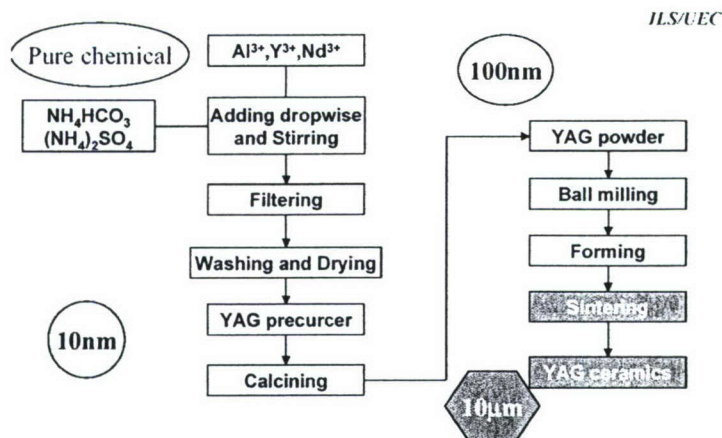 ILS/UEC
Pure chemical
Al³⁺,Y³⁺,Nd³⁺
NH₄HCO₃
(NH₄)₂SO₄
Adding dropwise
and Stirring
Filtering
Washing and Drying
YAG precurcer
Calcining
10nm
100nm
YAG powder
Ball milling
Forming
Sintering
YAG ceramics
10μm